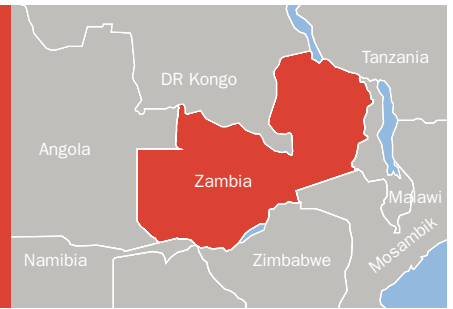 Tanzania
DR Kongo
Angola
Zambia
Malawi
Mosambik
Namibia
Zimbabwe